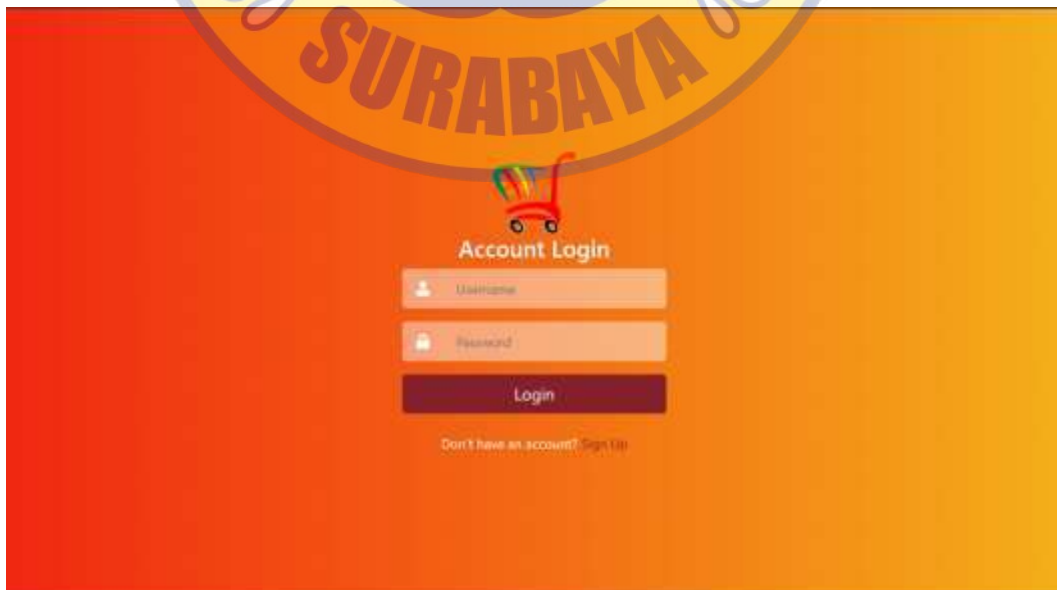 SURABAYA
Account Login
Username
Password
Login
Don't have an account? Sign Up